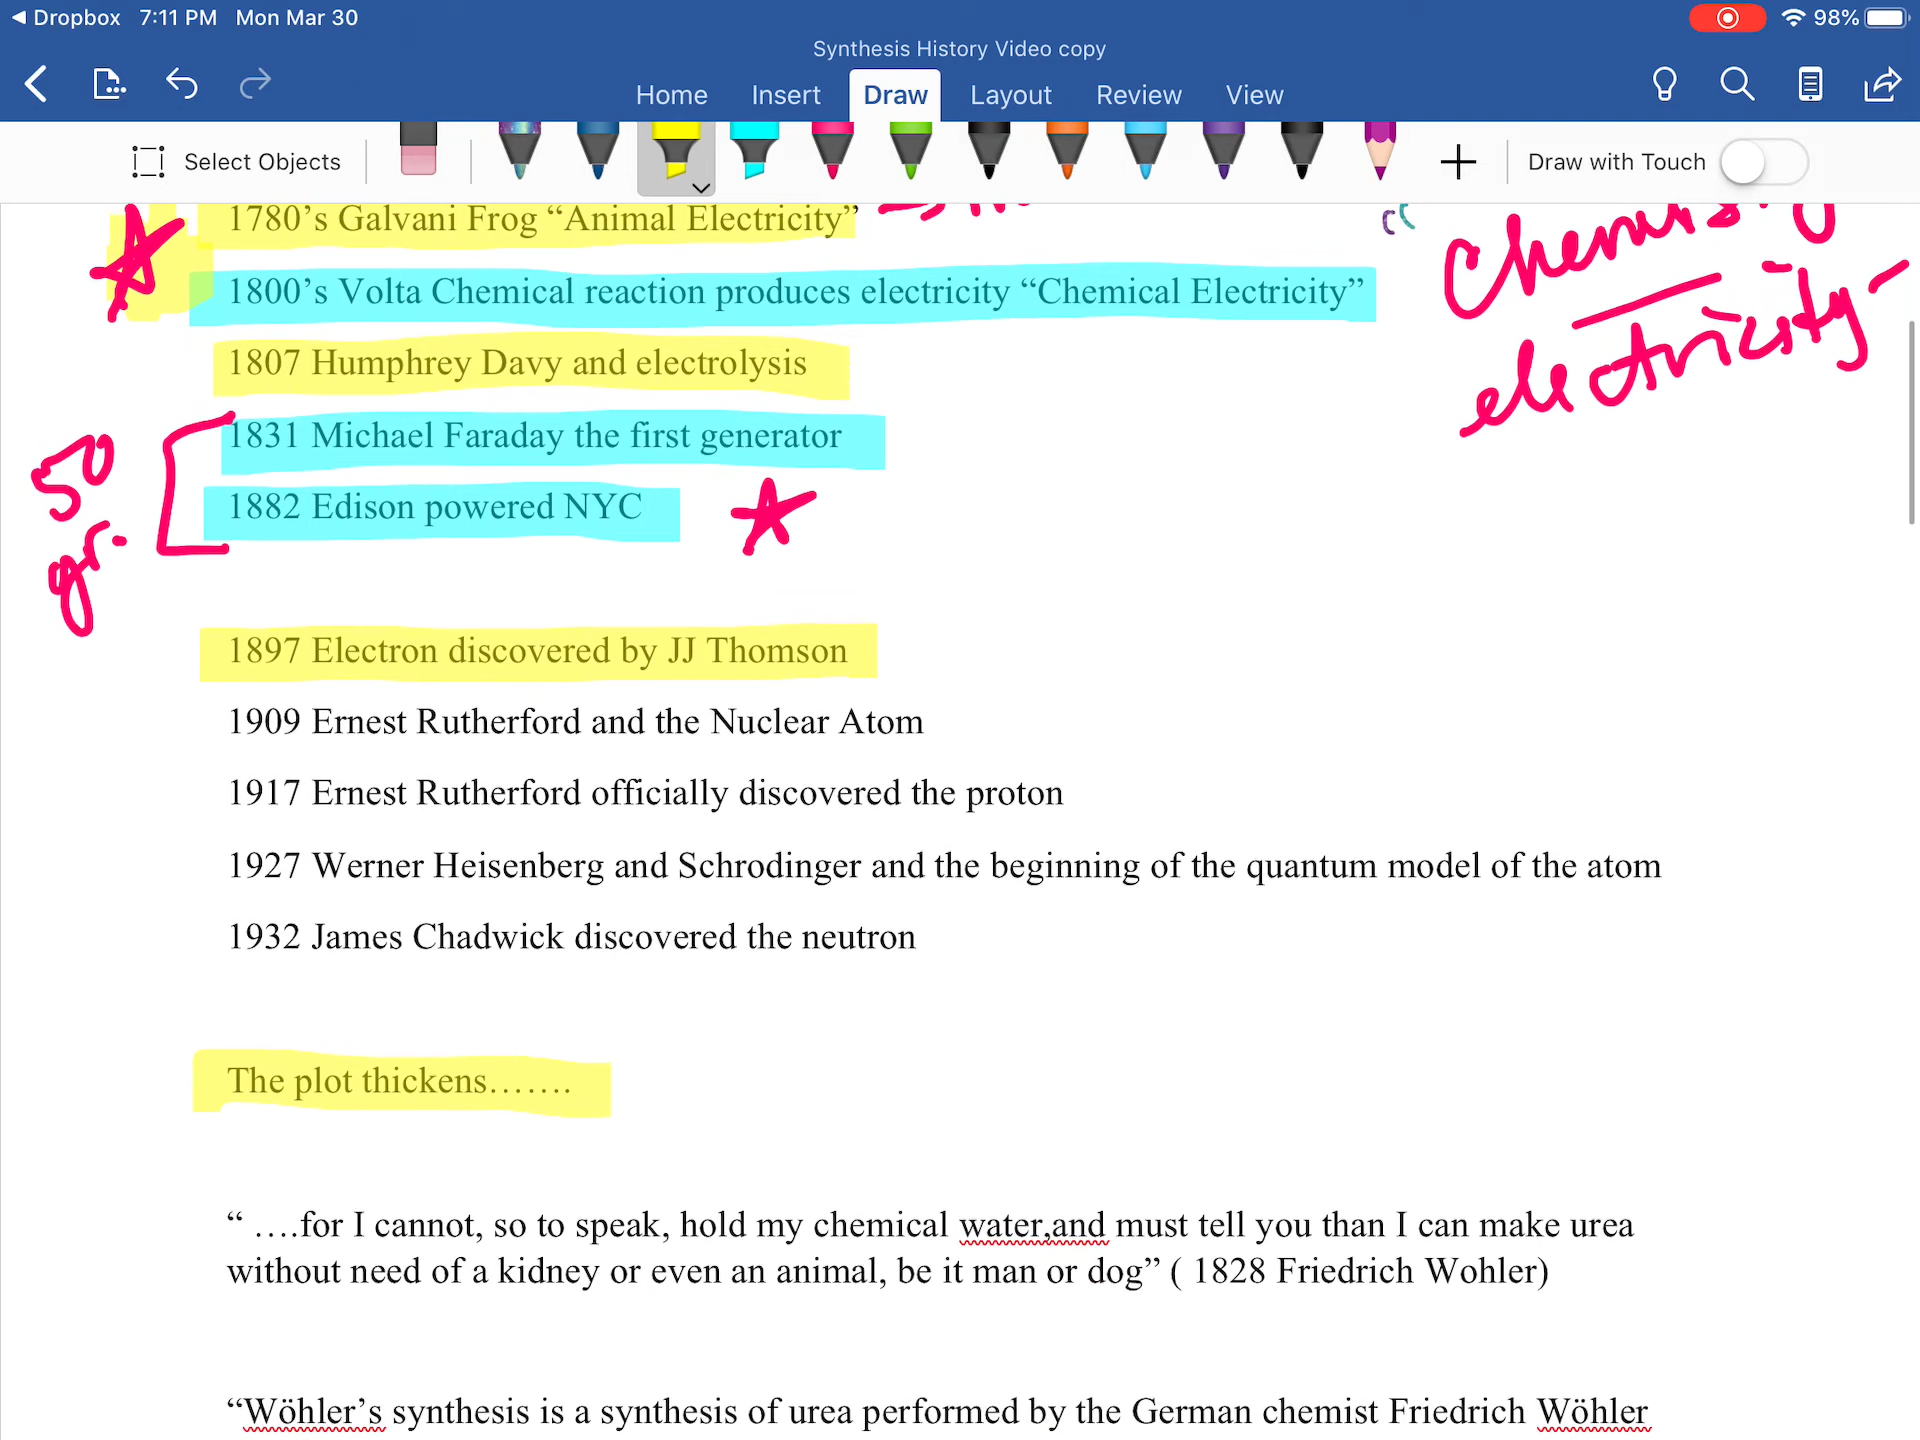 Dropbox 7:11 PM Mon Mar 30 98%
Synthesis History Video copy
Home Insert Draw Layout Review View
Select Objects Draw with Touch
1780’s Galvani Frog “Animal Electricity”
Chemistry
1800’s Volta Chemical reaction produces electricity “Chemical Electricity”
electricity-
1807 Humphrey Davy and electrolysis
1831 Michael Faraday the first generator
50
1882 Edison powered NYC
1897 Electron discovered by JJ Thomson
1909 Ernest Rutherford and the Nuclear Atom
1917 Ernest Rutherford officially discovered the proton
1927 Werner Heisenberg and Schrodinger and the beginning of the quantum model of the atom
1932 James Chadwick discovered the neutron
The plot thickens…….
“ ….for I cannot, so to speak, hold my chemical water,and must tell you than I can make urea
without need of a kidney or even an animal, be it man or dog” ( 1828 Friedrich Wohler)
“Wöhler’s synthesis is a synthesis of urea performed by the German chemist Friedrich Wöhler